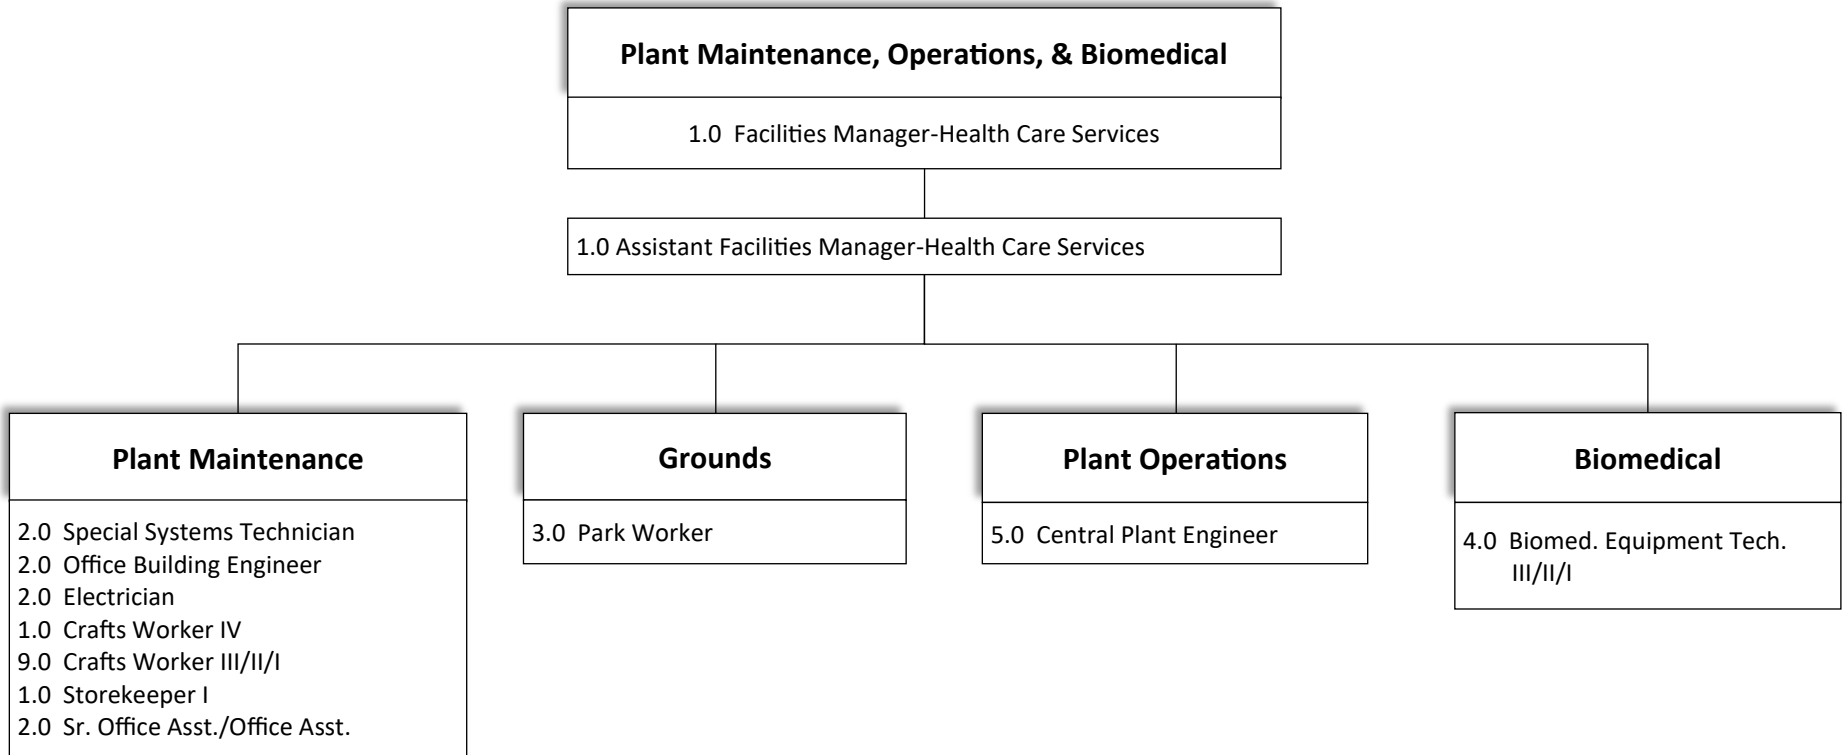 Plant Maintenance, Operations, & Biomedical
1.0 Facilities Manager-Health Care Services
1.0 Assistant Facilities Manager-Health Care Services
Plant Maintenance
2.0 Special Systems Technician
2.0 Office Building Engineer
2.0 Electrician
1.0 Crafts Worker IV
9.0 Crafts Worker III/II/I
1.0 Storekeeper I
2.0 Sr. Office Asst./Office Asst.
Grounds
3.0 Park Worker
Plant Operations
5.0 Central Plant Engineer
Biomedical
4.0 Biomed. Equipment Tech.
III/II/I